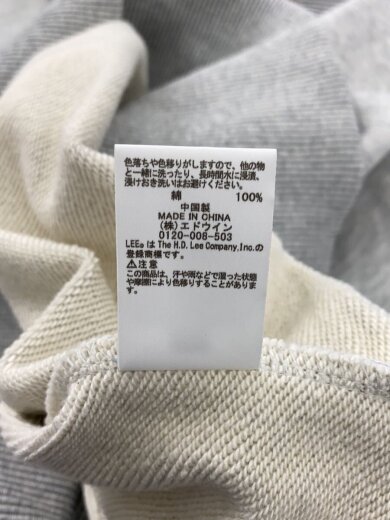 色落ちや色移りがしますので、他の物
と一緒に洗ったり、長時間水に浸漬、
浸けおき洗いはお避けください。
綿 100%
中国製
MADE IN CHINA
(株)エドウイン
0120-008-503
LEE® は The H.D. Lee Company,Inc.の
登録商標です。
⚠注意
この商品は、汗や雨などで湿った状態
や摩擦により色移りすることがありま
す。